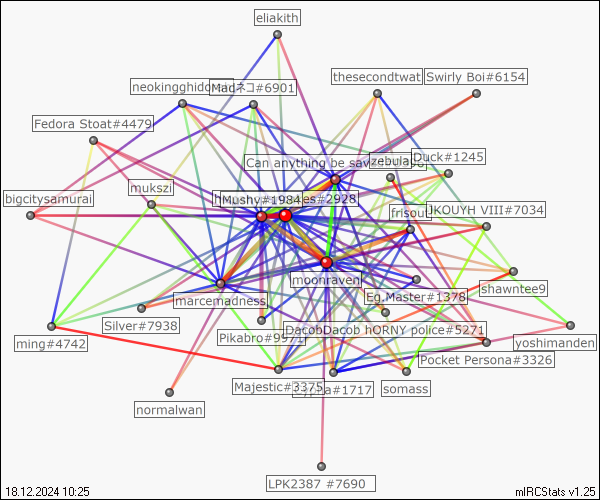 eliakith
thesecondtwat
Swirly Boi#6154
neokingghido
Madネコ#6901
Fedora Stoat#4479
Can anything be sav
zebula
Duck#1245
mukszi
bigcitysamurai
Mushy#1984
es#2928
frisou
JKOUYH VIII#7034
moonraven
marcemadness
Eg,Master#1378
shawntee9
Silver#7938
Pikabro#9571
DacobDacob hORNY police#5271
ming#4742
yoshimanden
Pocket Persona#3326
Majestic#3375
a#1717
somass
normalwan
LPK2387 #7690
18.12.2024 10:25
mIRCStats v1.25